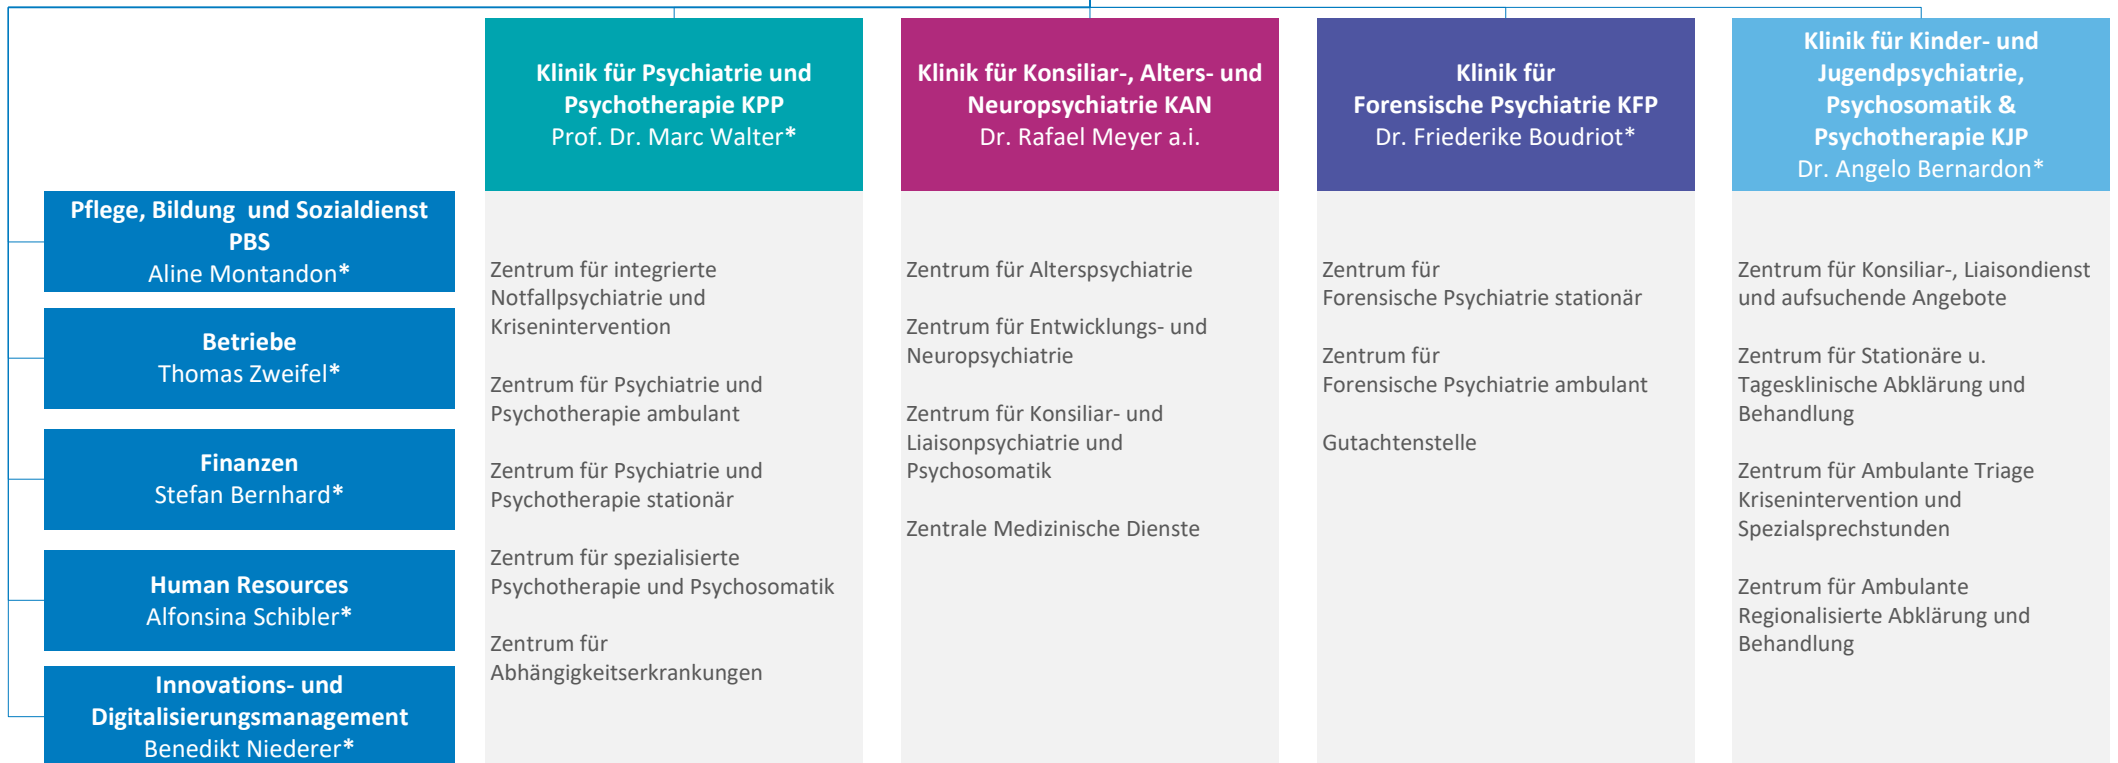 Klinik für Psychiatrie und
Psychotherapie KPP
Prof. Dr. Marc Walter*
Klinik für Konsiliar-, Alters- und
Neuropsychiatrie KAN
Dr. Rafael Meyer a.i.
Klinik für
Forensische Psychiatrie KFP
Dr. Friederike Boudriot*
Klinik für Kinder- und
Jugendpsychiatrie,
Psychosomatik &
Psychotherapie KJP
Dr. Angelo Bernardon*
Pflege, Bildung  und Sozialdienst
PBS
Aline Montandon*
Betriebe
Thomas Zweifel*
Finanzen
Stefan Bernhard*
Human Resources
Alfonsina Schibler*
Innovations- und
Digitalisierungsmanagement
Benedikt Niederer*
Zentrum für integrierte
Notfallpsychiatrie und
Krisenintervention
Zentrum für Psychiatrie und
Psychotherapie ambulant
Zentrum für Psychiatrie und
Psychotherapie stationär
Zentrum für spezialisierte
Psychotherapie und Psychosomatik
Zentrum für
Abhängigkeitserkrankungen
Zentrum für Alterspsychiatrie
Zentrum für Entwicklungs- und
Neuropsychiatrie
Zentrum für Konsiliar- und
Liaisonpsychiatrie und
Psychosomatik
Zentrale Medizinische Dienste
Zentrum für
Forensische Psychiatrie stationär
Zentrum für
Forensische Psychiatrie ambulant
Gutachtenstelle
Zentrum für Konsiliar-, Liaisondienst
und aufsuchende Angebote
Zentrum für Stationäre u.
Tagesklinische Abklärung und
Behandlung
Zentrum für Ambulante Triage
Krisenintervention und
Spezialsprechstunden
Zentrum für Ambulante
Regionalisierte Abklärung und
Behandlung